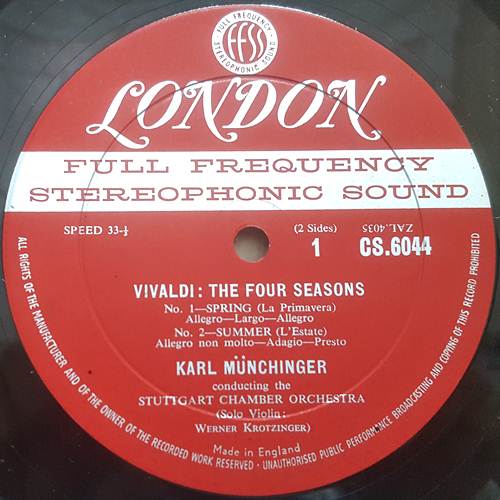 · FULL FREQUENCY ·
FFSS
STEREOPHONIC SOUND
LONDON
FULL FREQUENCY
STEREOPHONIC SOUND
SPEED 33⅓
(2 Sides)
1
ZAL.4035
CS.6044
VIVALDI: THE FOUR SEASONS
No. 1—SPRING (La Primavera)
Allegro—Largo—Allegro
No. 2—SUMMER (L'Estate)
Allegro non molto—Adagio—Presto
KARL MÜNCHINGER
conducting the
STUTTGART CHAMBER ORCHESTRA
(Solo Violin:
WERNER KROTZINGER)
Made in England
ALL RIGHTS OF THE MANUFACTURER AND OF THE OWNER OF THE RECORDED WORK RESERVED · UNAUTHORISED PUBLIC PERFORMANCE BROADCASTING AND COPYING OF THIS RECORD PROHIBITED